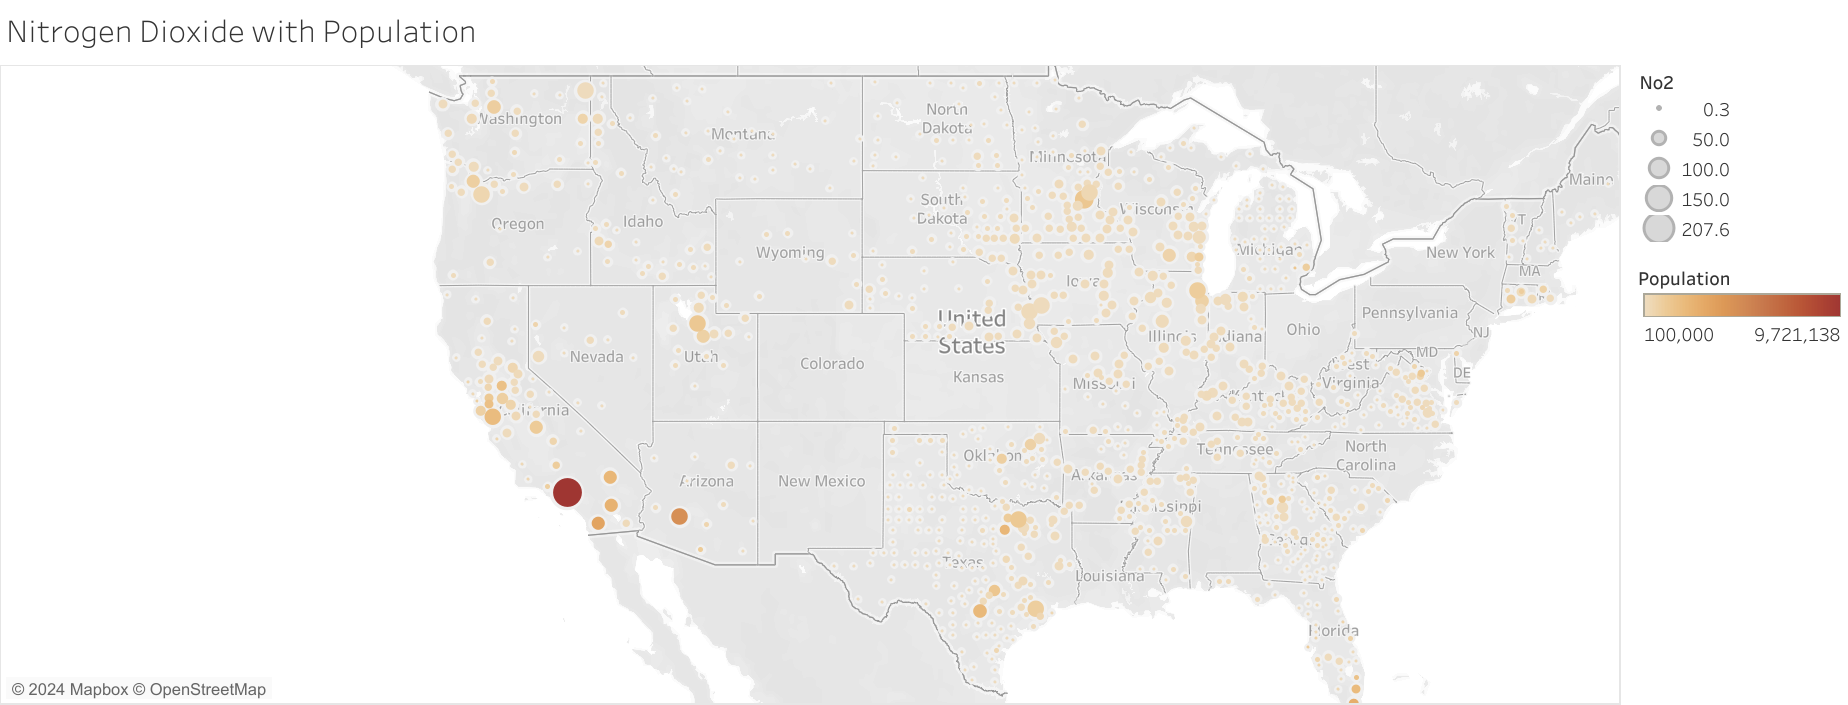 Nitrogen Dioxide with Population
No2
0.3
50.0
100.0
150.0
207.6
Population
100,000 9,721,138
Washington
Montana
North
Dakota
Minnesota
Maine
Oregon
Idaho
South
Dakota
Wisconsin
Wyoming
Michigan
New York
MA
Iowa
United
States
Pennsylvania
NJ
Nevada
Utah
Colorado
Kansas
Missouri
Illinois
Indiana
Ohio
MD
DE
West
Virginia
California
Kentucky
Arizona
New Mexico
Oklahoma
Arkansas
Tennessee
North
Carolina
Mississippi
Georgia
Texas
Louisiana
Florida
© 2024 Mapbox © OpenStreetMap